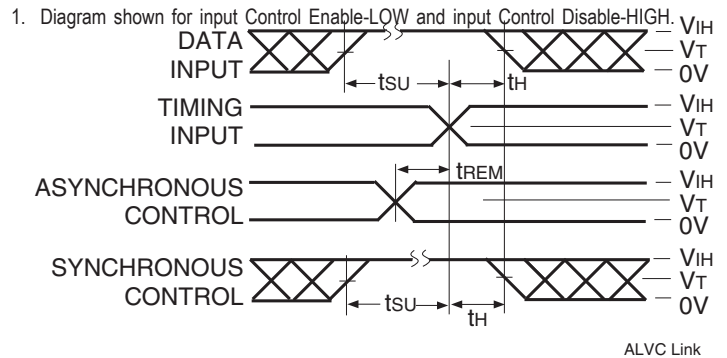 1. Diagram shown for input Control Enable-LOW and input Control Disable-HIGH.
DATA
INPUT
tSU
tH
VIH
VT
0V
TIMING
INPUT
VIH
VT
0V
tREM
ASYNCHRONOUS
CONTROL
VIH
VT
0V
SYNCHRONOUS
CONTROL
tSU
tH
VIH
VT
0V
ALVC Link